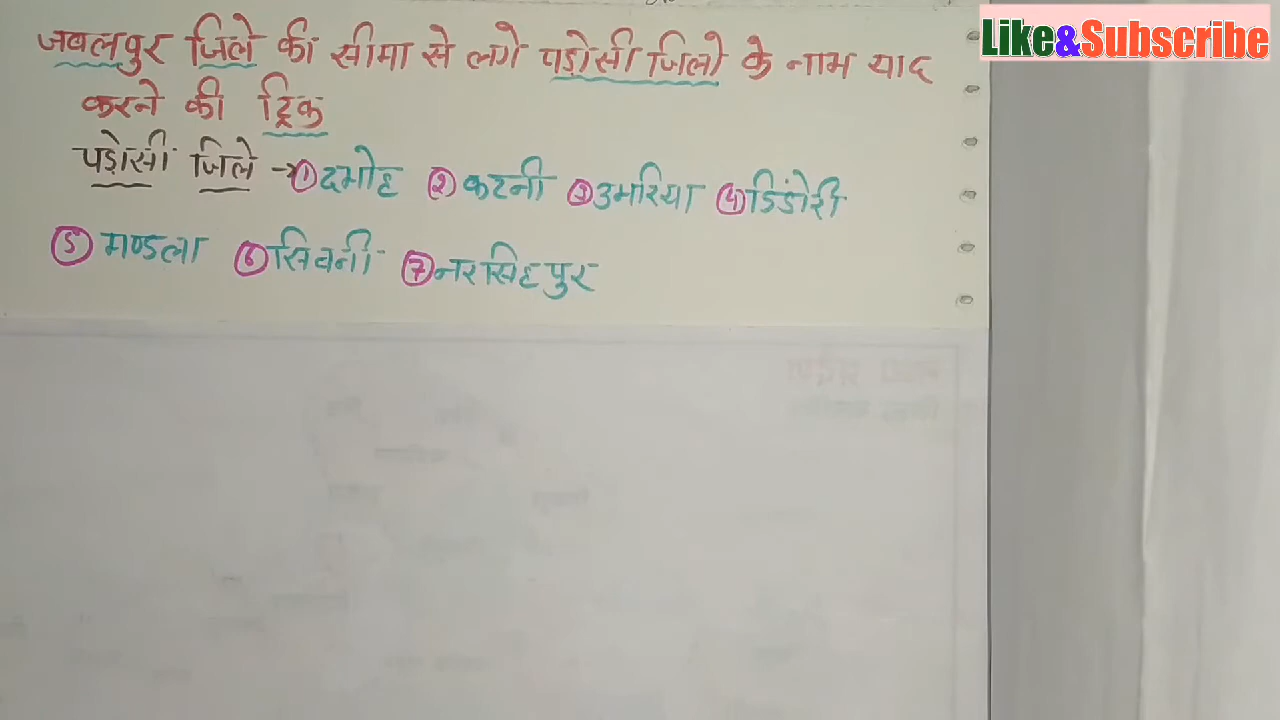 Like&Subscribe
जबलपुर जिले की सीमा से लगे पड़ोसी जिलो के नाम याद
करने की ट्रिक
पड़ोसी जिले → ① दमोह ② कटनी ③ उमरिया ④ डिंडोरी
⑤ मण्डला ⑥ सिवनी ⑦ नरसिंहपुर